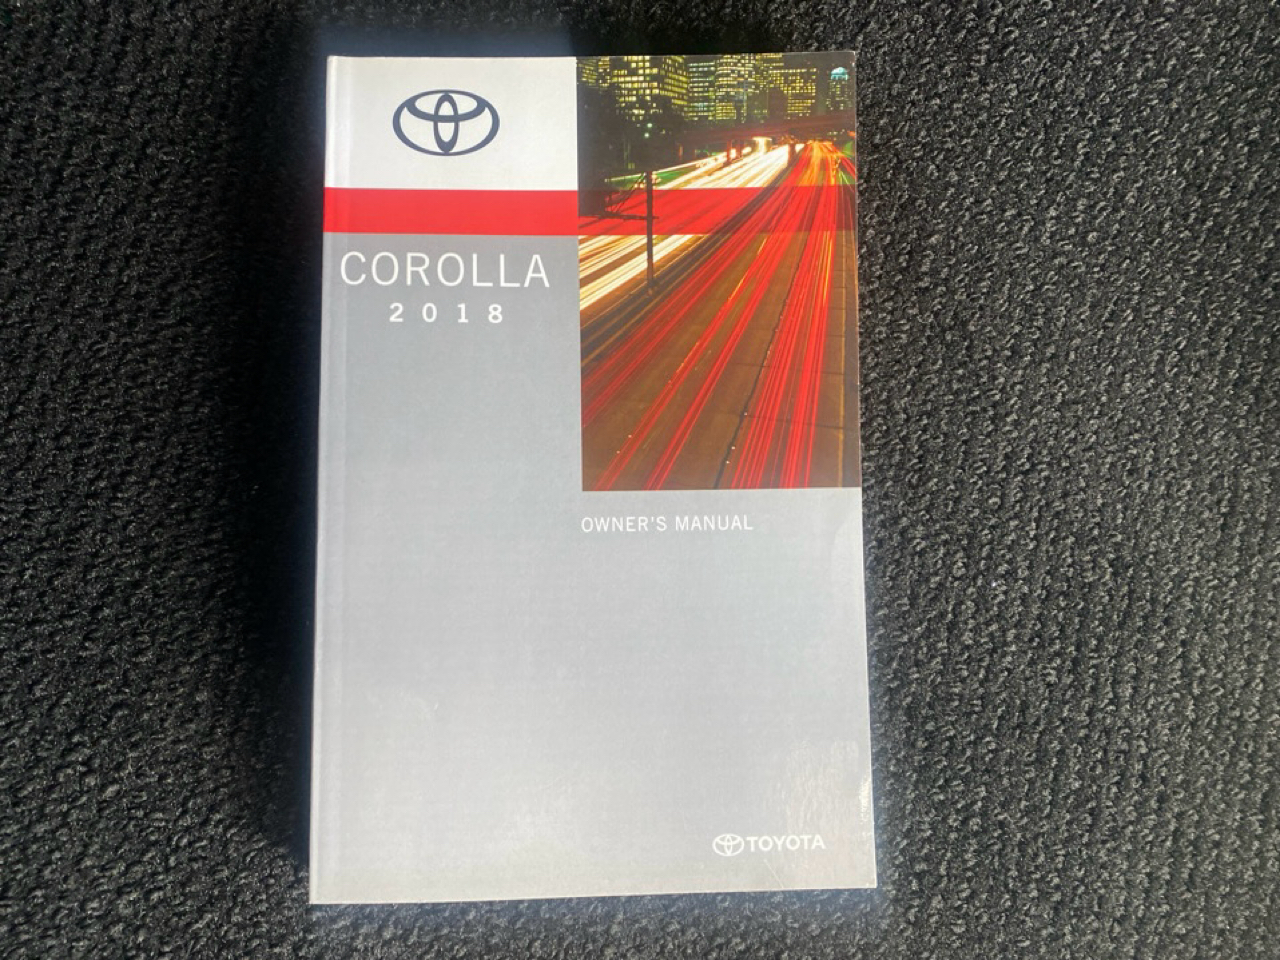 COROLLA
2018
OWNER'S MANUAL
TOYOTA